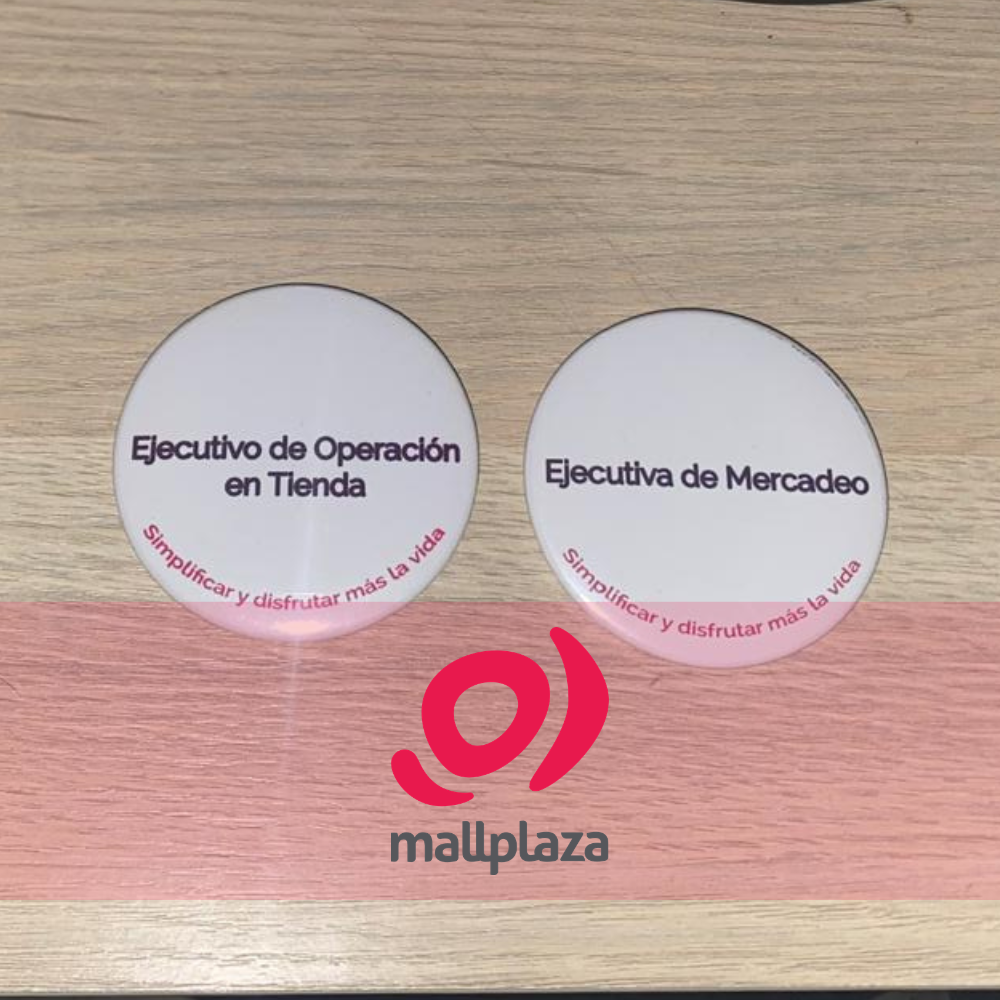 Ejecutivo de Operación
en Tienda
Simplificar y disfrutar más la vida
Ejecutiva de Mercadeo
Simplificar y disfrutar más la vida
mallplaza